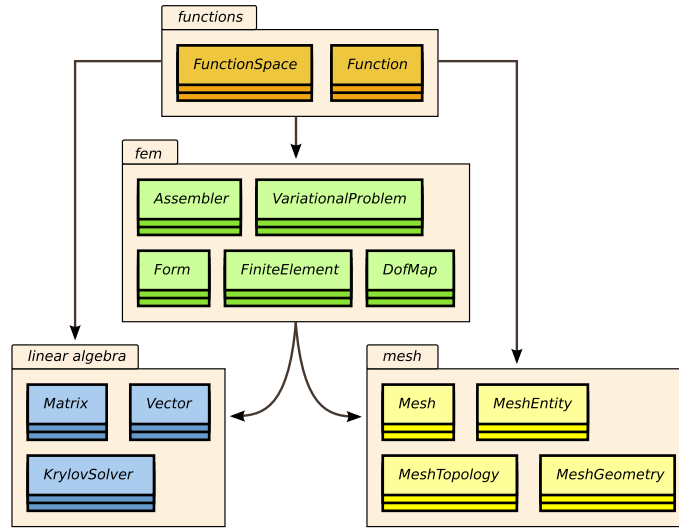 functions
FunctionSpace
Function
fem
Assembler
VariationalProblem
Form
FiniteElement
DofMap
linear algebra
Matrix
Vector
KrylovSolver
mesh
Mesh
MeshEntity
MeshTopology
MeshGeometry